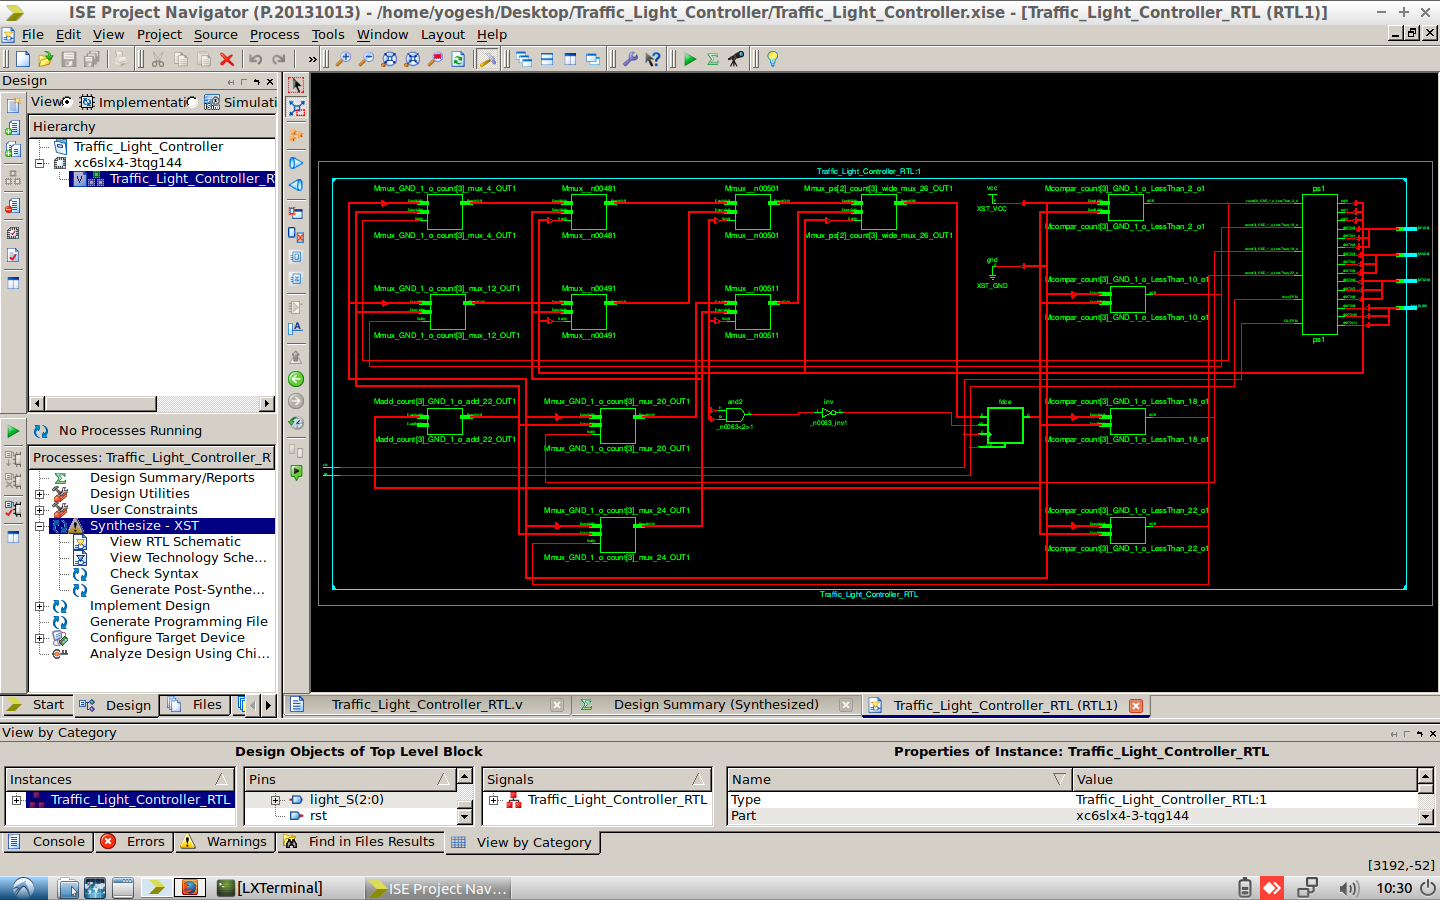 ISE Project Navigator (P.20131013) - /home/yogesh/Desktop/Traffic_Light_Controller/Traffic_Light_Controller.xise - [Traffic_Light_Controller_RTL (RTL1)]
File Edit View Project Source Process Tools Window Layout Help
Design
View: Implementati Simulati
Hierarchy
Traffic_Light_Controller
xc6slx4-3tqg144
Traffic_Light_Controller_R
No Processes Running
Processes: Traffic_Light_Controller_R
Design Summary/Reports
Design Utilities
User Constraints
Synthesize - XST
View RTL Schematic
View Technology Sche...
Check Syntax
Generate Post-Synthe...
Implement Design
Generate Programming File
Configure Target Device
Analyze Design Using Chi...
Start Design Files
Traffic_Light_Controller_RTL:1
Mmux_GND_1_o_count[3]_mux_4_OUT1 Mmux__n00481 Mmux__n00501 Mmux_ps[2]_count[3]_wide_mux_26_OUT1 vcc Mcompar_count[3]_GND_1_o_LessThan_2_o1 ps1
XST_VCC
Mmux_GND_1_o_count[3]_mux_4_OUT1 Mmux__n00481 Mmux__n00501 Mmux_ps[2]_count[3]_wide_mux_26_OUT1 Mcompar_count[3]_GND_1_o_LessThan_2_o1
gnd
XST_GND
Mmux_GND_1_o_count[3]_mux_12_OUT1 Mmux__n00491 Mmux__n00511 Mcompar_count[3]_GND_1_o_LessThan_10_o1
Mmux_GND_1_o_count[3]_mux_12_OUT1 Mmux__n00491 Mmux__n00511 Mcompar_count[3]_GND_1_o_LessThan_10_o1
ps1
Madd_count[3]_GND_1_o_add_22_OUT1 Mmux_GND_1_o_count[3]_mux_20_OUT1 and2 inv fdce Mcompar_count[3]_GND_1_o_LessThan_18_o1
_n0063<2>1 _n0063_inv1
Madd_count[3]_GND_1_o_add_22_OUT1 Mmux_GND_1_o_count[3]_mux_20_OUT1 Mcompar_count[3]_GND_1_o_LessThan_18_o1
Mmux_GND_1_o_count[3]_mux_24_OUT1 Mcompar_count[3]_GND_1_o_LessThan_22_o1
Mmux_GND_1_o_count[3]_mux_24_OUT1 Mcompar_count[3]_GND_1_o_LessThan_22_o1
Traffic_Light_Controller_RTL
Traffic_Light_Controller_RTL.v Design Summary (Synthesized) Traffic_Light_Controller_RTL (RTL1)
View by Category
Design Objects of Top Level Block Properties of Instance: Traffic_Light_Controller_RTL
Instances Pins Signals Name Value
Traffic_Light_Controller_RTL light_S(2:0) Traffic_Light_Controller_RTL Type Traffic_Light_Controller_RTL:1
rst Part xc6slx4-3-tqg144
Console Errors Warnings Find in Files Results View by Category
[3192,-52]
[LXTerminal] ISE Project Nav... 10:30